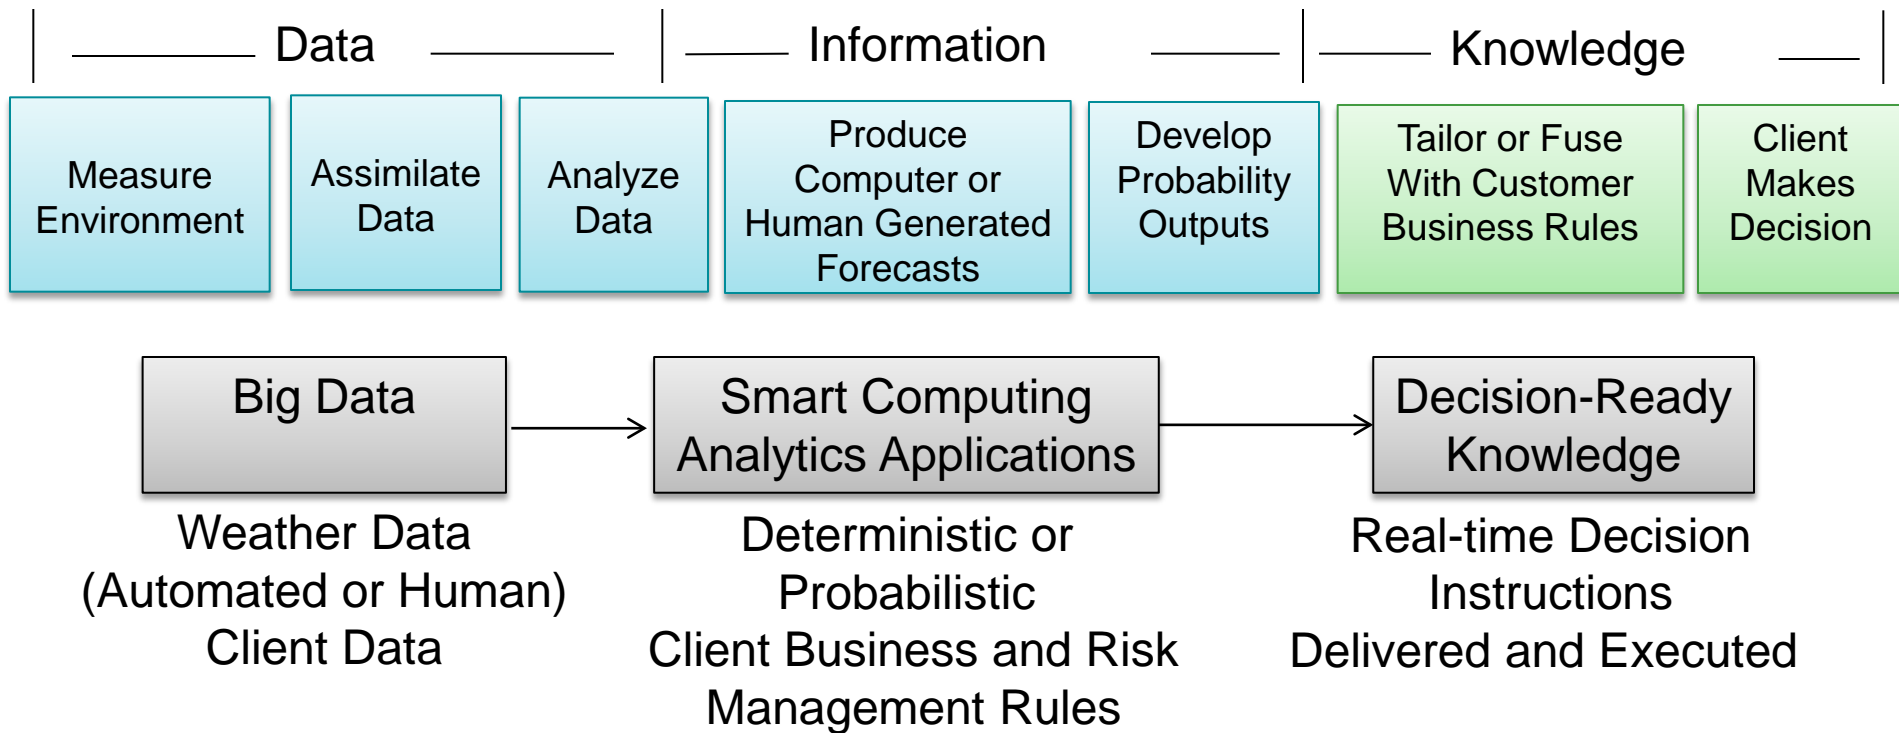 Data
Information
Knowledge
Measure
Environment
Assimilate
Data
Analyze
Data
Produce
Computer or
Human Generated
Forecasts
Develop
Probability
Outputs
Tailor or Fuse
With Customer
Business Rules
Client
Makes
Decision
Big Data
Smart Computing
Analytics Applications
Decision-Ready
Knowledge
Weather Data
(Automated or Human)
Client Data
Deterministic or
Probabilistic
Client Business and Risk
Management Rules
Real-time Decision
Instructions
Delivered and Executed